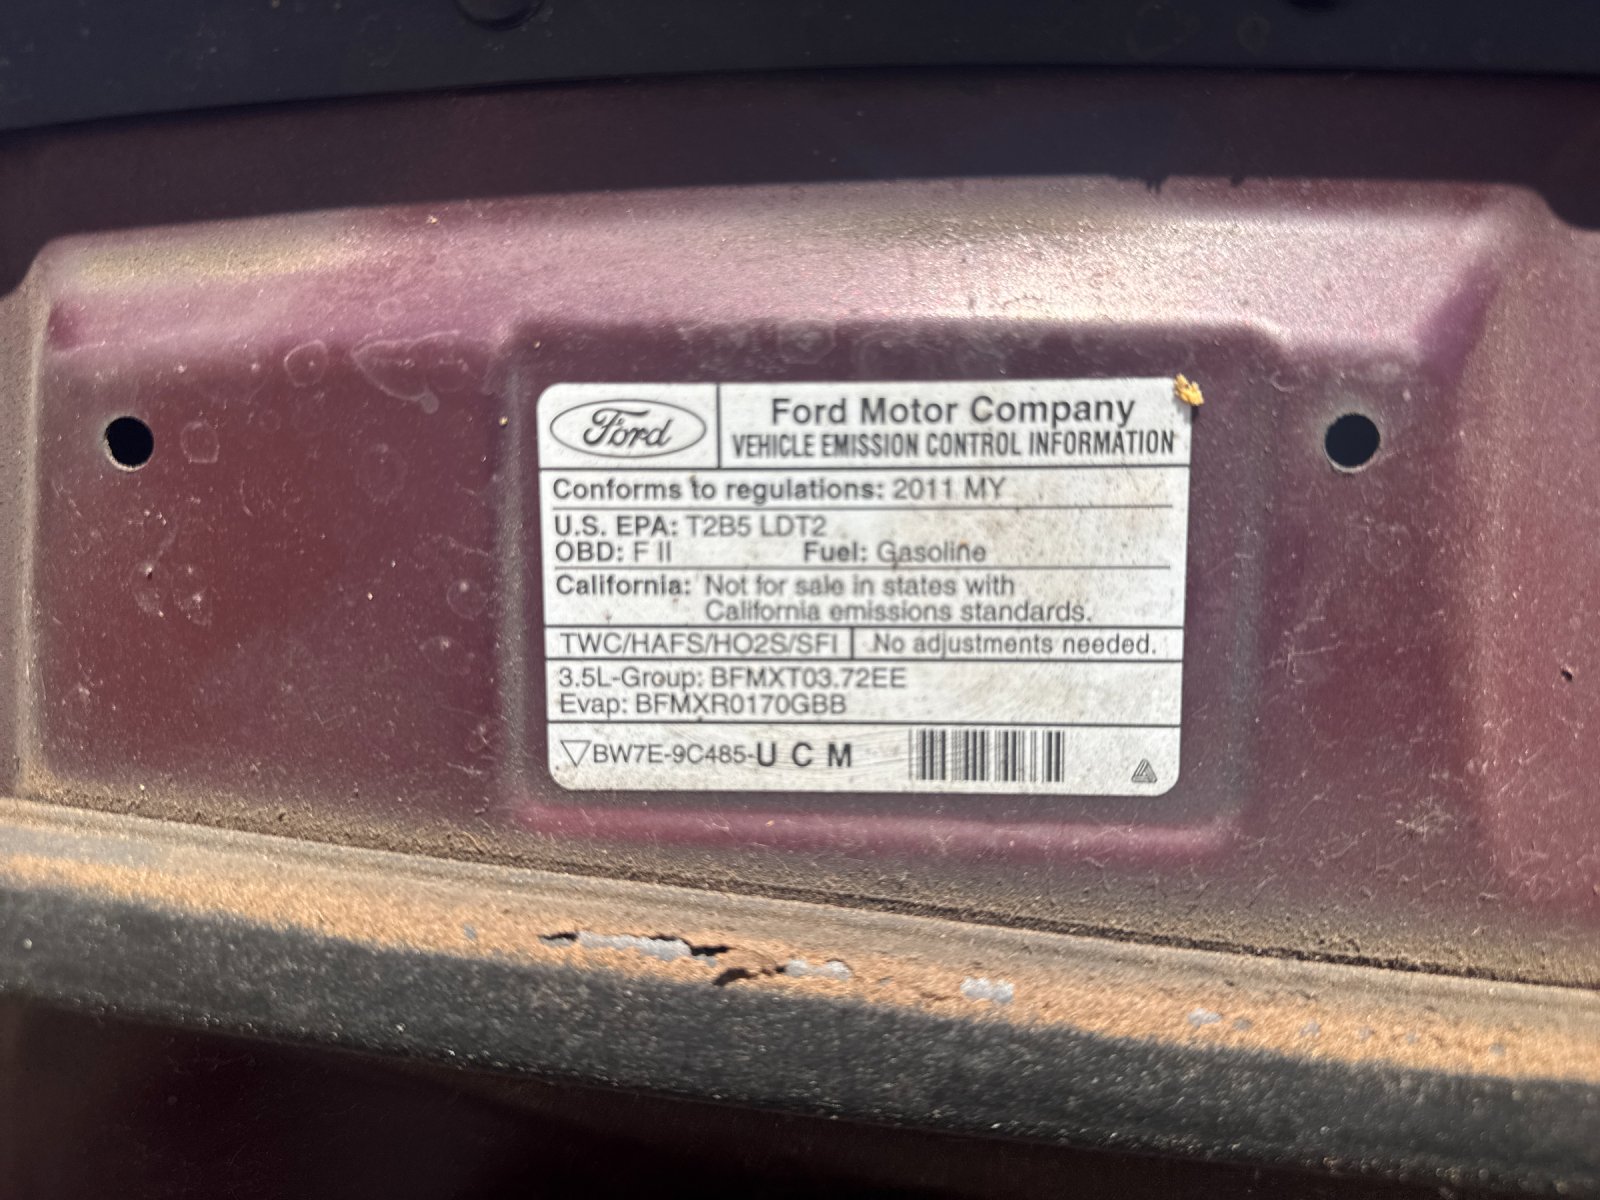 Ford
Ford Motor Company
VEHICLE EMISSION CONTROL INFORMATION
Conforms to regulations: 2011 MY
U.S. EPA: T2B5 LDT2
OBD: F II Fuel: Gasoline
California: Not for sale in states with
California emissions standards.
TWC/HAFS/HO2S/SFI No adjustments needed.
3.5L-Group: BFMXT03.72EE
Evap: BFMXR0170GBB
BW7E-9C485-U C M